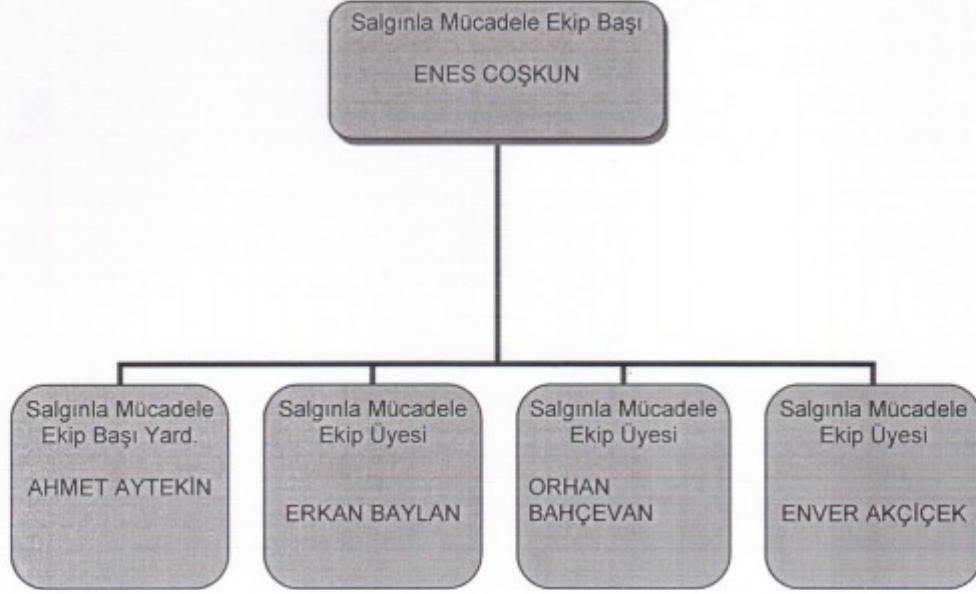 Salgınla Mücadele Ekip Başı
ENES COŞKUN
Salgınla Mücadele
Ekip Başı Yard.
AHMET AYTEKİN
Salgınla Mücadele
Ekip Üyesi
ERKAN BAYLAN
Salgınla Mücadele
Ekip Üyesi
ORHAN
BAHÇEVAN
Salgınla Mücadele
Ekip Üyesi
ENVER AKÇİÇEK